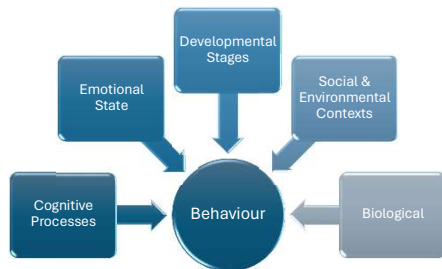 Developmental
Stages
Emotional
State
Social &
Environmental
Contexts
Cognitive
Processes
Behaviour
Biological